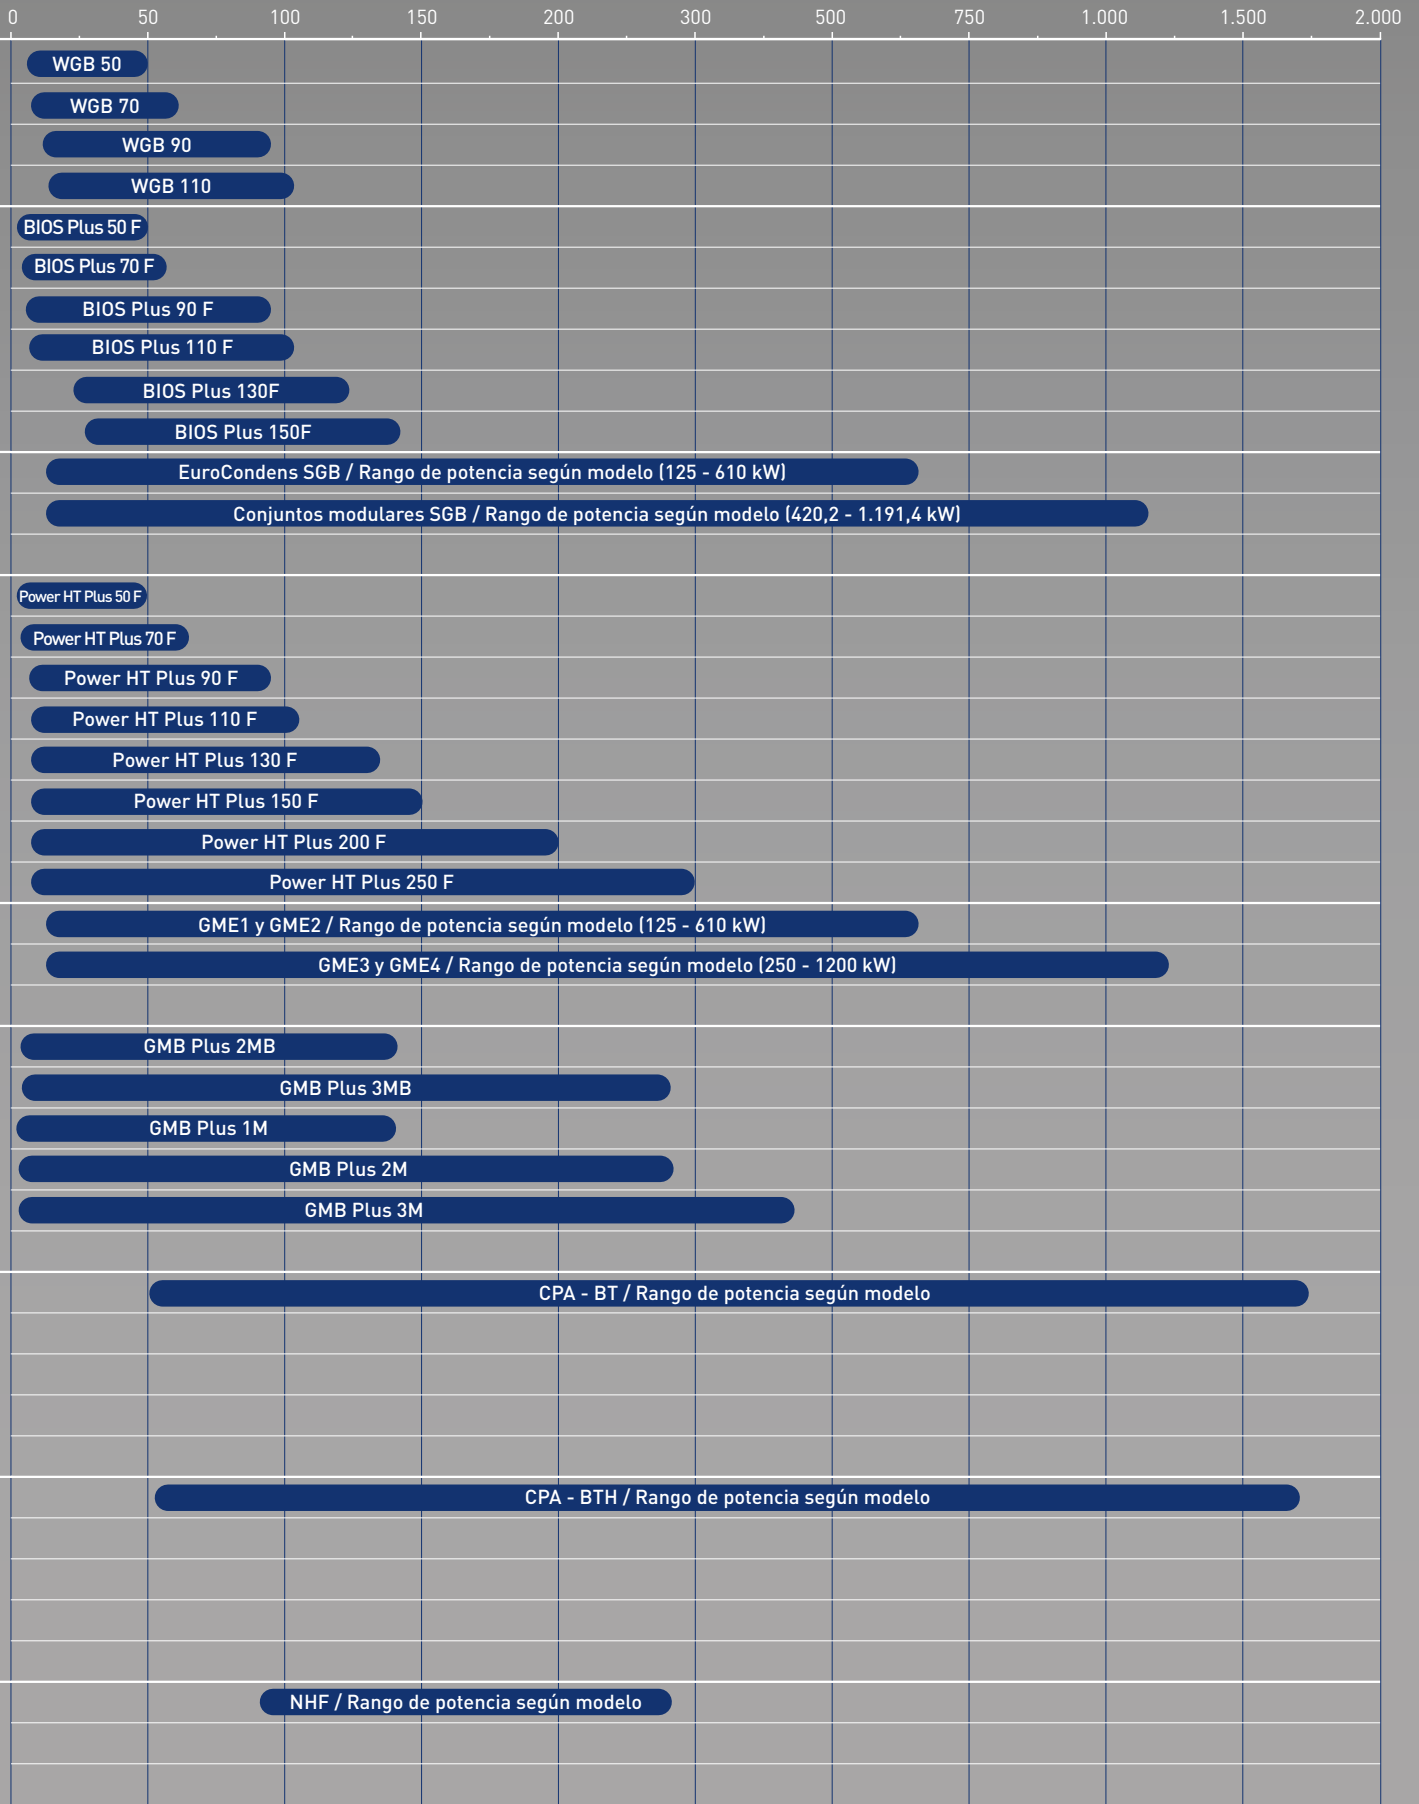 0 50 100 150 200 300 500 750 1.000 1.500 2.000
WGB 50
WGB 70
WGB 90
WGB 110
BIOS Plus 50 F
BIOS Plus 70 F
BIOS Plus 90 F
BIOS Plus 110 F
BIOS Plus 130F
BIOS Plus 150F
EuroCondens SGB / Rango de potencia según modelo (125 - 610 kW)
Conjuntos modulares SGB / Rango de potencia según modelo (420,2 - 1.191,4 kW)
Power HT Plus 50 F
Power HT Plus 70 F
Power HT Plus 90 F
Power HT Plus 110 F
Power HT Plus 130 F
Power HT Plus 150 F
Power HT Plus 200 F
Power HT Plus 250 F
GME1 y GME2 / Rango de potencia según modelo (125 - 610 kW)
GME3 y GME4 / Rango de potencia según modelo (250 - 1200 kW)
GMB Plus 2MB
GMB Plus 3MB
GMB Plus 1M
GMB Plus 2M
GMB Plus 3M
CPA - BT / Rango de potencia según modelo
CPA - BTH / Rango de potencia según modelo
NHF / Rango de potencia según modelo